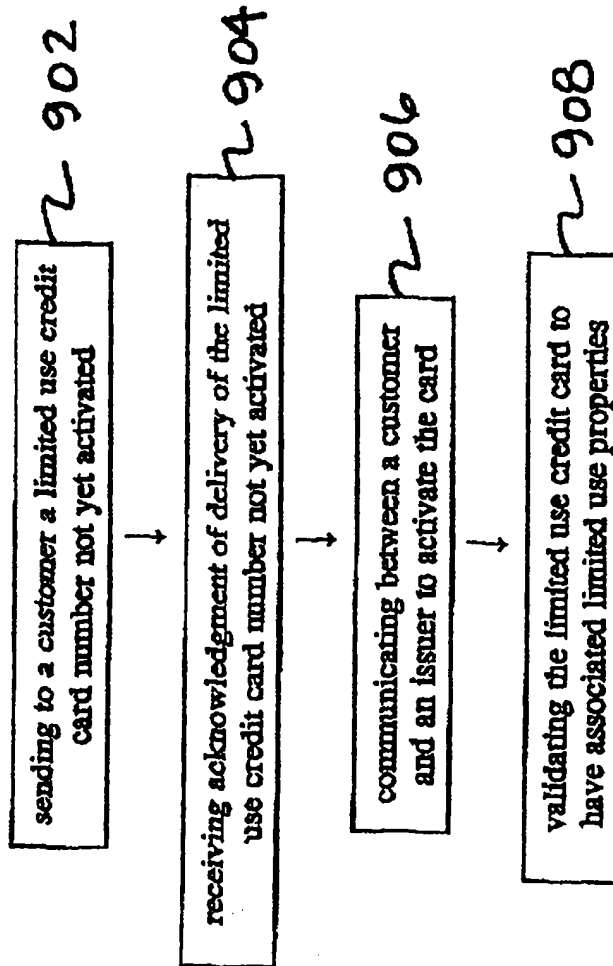 sending to a customer a limited use credit
card number not yet activated
902
receiving acknowledgment of delivery of the limited
use credit card number not yet activated
904
communicating between a customer
and an issuer to activate the card
906
validating the limited use credit card to
have associated limited use properties
908